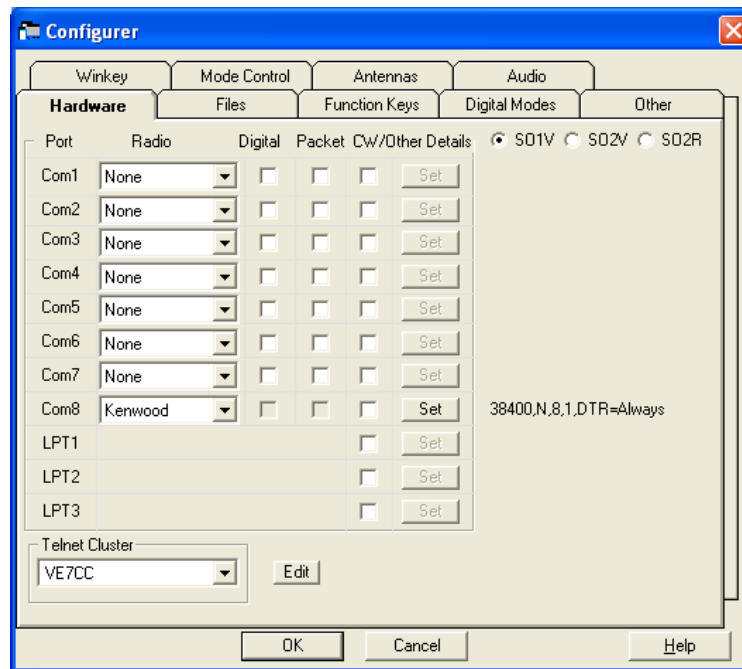 Configurer
Winkey Mode Control Antennas Audio
Hardware Files Function Keys Digital Modes Other
Port Radio Digital Packet CW/Other Details SO1V SO2V SO2R
Com1 None Set
Com2 None Set
Com3 None Set
Com4 None Set
Com5 None Set
Com6 None Set
Com7 None Set
Com8 Kenwood Set 38400,N,8,1,DTR=Always
LPT1 Set
LPT2 Set
LPT3 Set
Telnet Cluster
VE7CC Edit
OK Cancel Help